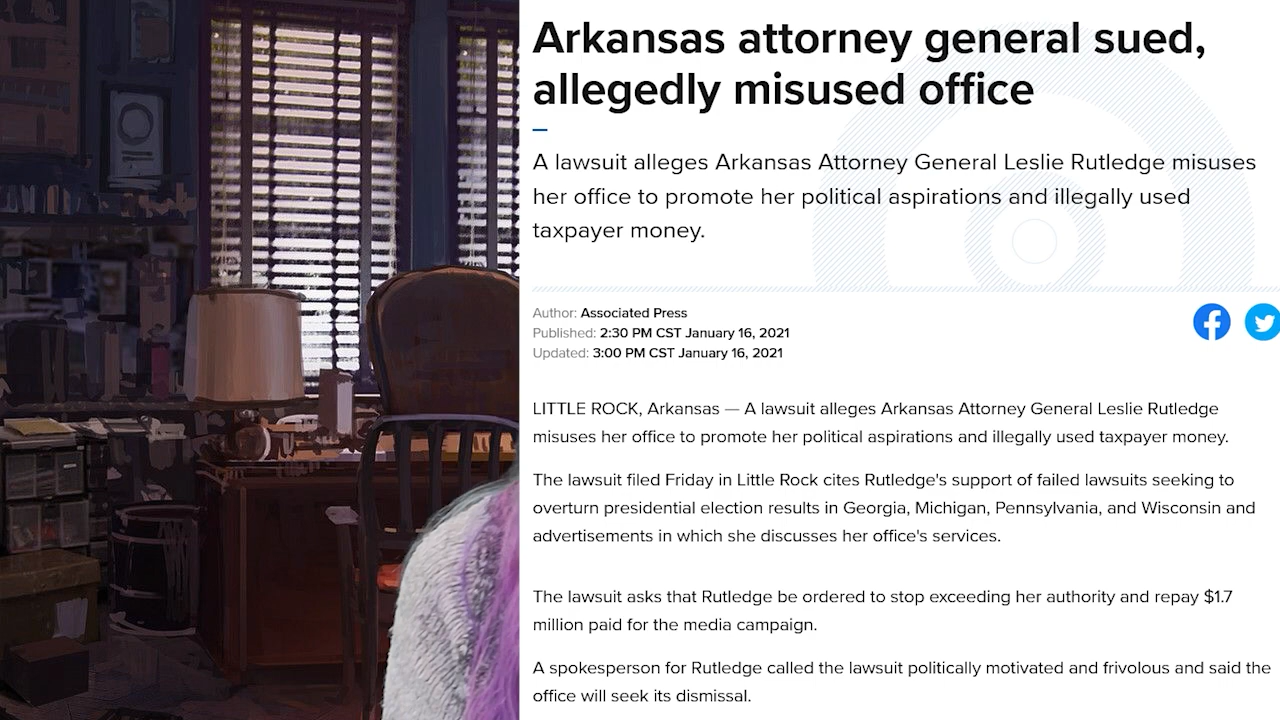 Arkansas attorney general sued,
allegedly misused office
A lawsuit alleges Arkansas Attorney General Leslie Rutledge misuses
her office to promote her political aspirations and illegally used
taxpayer money.
Author: Associated Press
Published: 2:30 PM CST January 16, 2021
Updated: 3:00 PM CST January 16, 2021
LITTLE ROCK, Arkansas — A lawsuit alleges Arkansas Attorney General Leslie Rutledge
misuses her office to promote her political aspirations and illegally used taxpayer money.
The lawsuit filed Friday in Little Rock cites Rutledge's support of failed lawsuits seeking to
overturn presidential election results in Georgia, Michigan, Pennsylvania, and Wisconsin and
advertisements in which she discusses her office's services.
The lawsuit asks that Rutledge be ordered to stop exceeding her authority and repay $1.7
million paid for the media campaign.
A spokesperson for Rutledge called the lawsuit politically motivated and frivolous and said the
office will seek its dismissal.